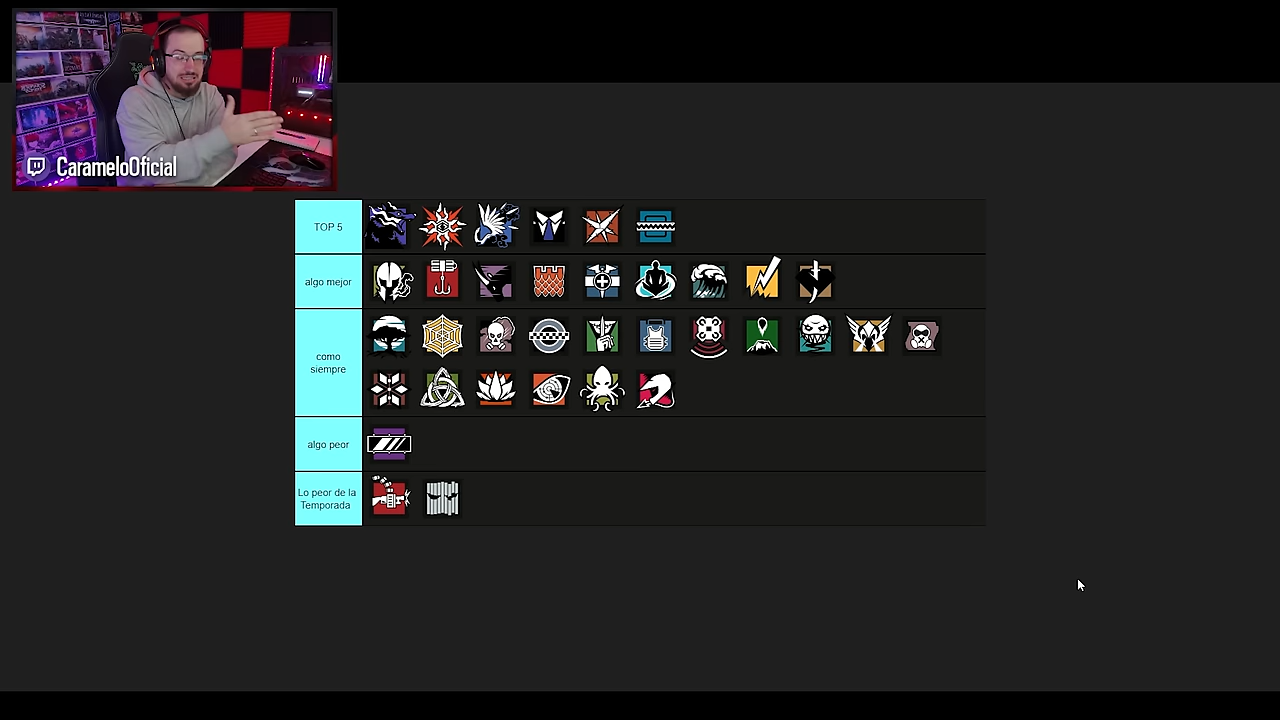 CarameloOficial
TOP 5
algo mejor
como
siempre
algo peor
Lo peor de la
Temporada